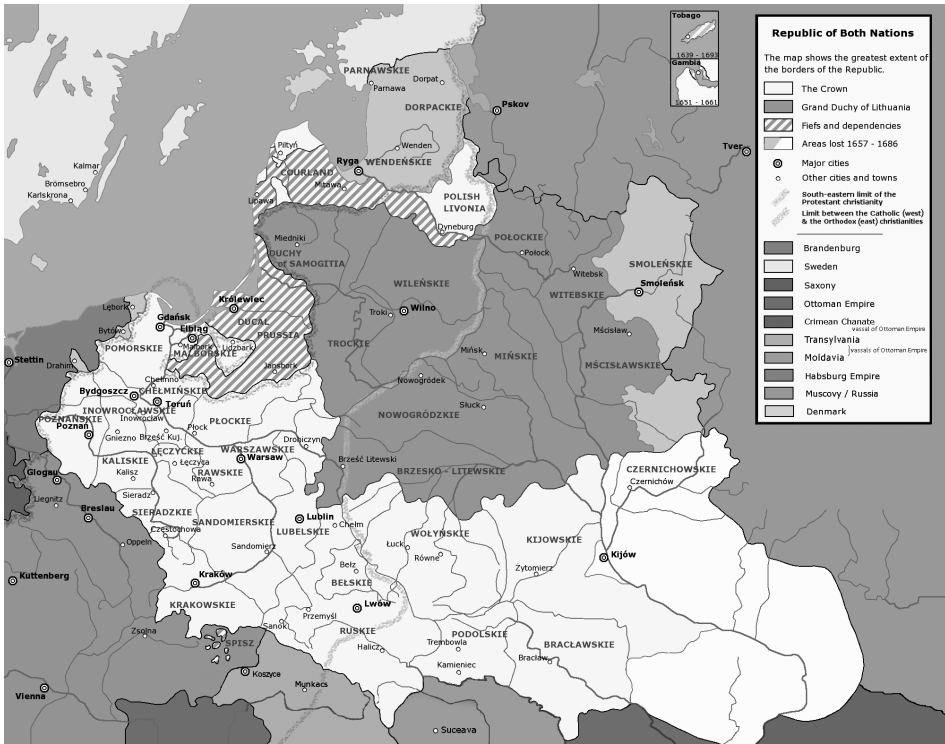 Tobago
1639 - 1693
Gambia
1651 - 1661
Republic of Both Nations
The map shows the greatest extent of
the borders of the Republic.
The Crown
Grand Duchy of Lithuania
Fiefs and dependencies
Areas lost 1657 - 1686
Major cities
Other cities and towns
South-eastern limit of the
Protestant christianity
Limit between the Catholic (west)
& the Orthodox (east) christianities
Brandenburg
Sweden
Saxony
Ottoman Empire
Crimean Chanate
vassal of Ottoman Empire
Transylvania
Moldavia
vassals of Ottoman Empire
Habsburg Empire
Muscovy / Russia
Denmark
PARNAWSKIE
Parnawa
Dorpat
DORPACKIE
Pskov
Tver
Wenden
WENDEŃSKIE
Ryga
Piltyń
COURLAND
Mitawa
Lipawa
POLISH
LIVONIA
Dyneburg
Kalmar
Brömsebro
Karlskrona
Miedniki
DUCHY
of SAMOGITIA
POŁOCKIE
Połock
Witebsk
WITEBSKIE
SMOLEŃSKIE
Smoleńsk
WILEŃSKIE
Troki
Wilno
TROCKIE
Mińsk
MIŃSKIE
Mścisław
MŚCISŁAWSKIE
Nowogródek
NOWOGRÓDZKIE
Słuck
Królewiec
DUCAL
PRUSSIA
Lębork
Gdańsk
Bytów
Elbląg
Malbork
MALBORSKIE
Lidzbark
Jansbork
POMORSKIE
Stettin
Drahim
Chełmno
CHEŁMIŃSKIE
Bydgoszcz
Toruń
INOWROCŁAWSKIE
Inowrocław
POZNAŃSKIE
Poznań
Gniezno
Brześć Kuj.
Płock
PŁOCKIE
Drohiczyn
ŁĘCZYCKIE
Łęczyca
WARSZAWSKIE
Warsaw
KALISKIE
Kalisz
RAWSKIE
Rawa
Brześć Litewski
BRZESKO - LITEWSKIE
Glogau
Liegnitz
Sieradz
SIERADZKIE
Breslau
SANDOMIERSKIE
Lublin
LUBELSKIE
Chełm
Częstochowa
Oppeln
Sandomierz
WOŁYŃSKIE
Łuck
Równe
KIJOWSKIE
Kijów
Żytomierz
CZERNICHOWSKIE
Czernichów
Kuttenberg
Kraków
KRAKOWSKIE
Bełz
BEŁSKIE
Lwów
Przemyśl
Sanok
RUSKIE
Halicz
PODOLSKIE
Trembowla
Kamieniec
BRACŁAWSKIE
Bracław
Zsolna
SPISZ
Koszyce
Munkacs
Vienna
Suceava